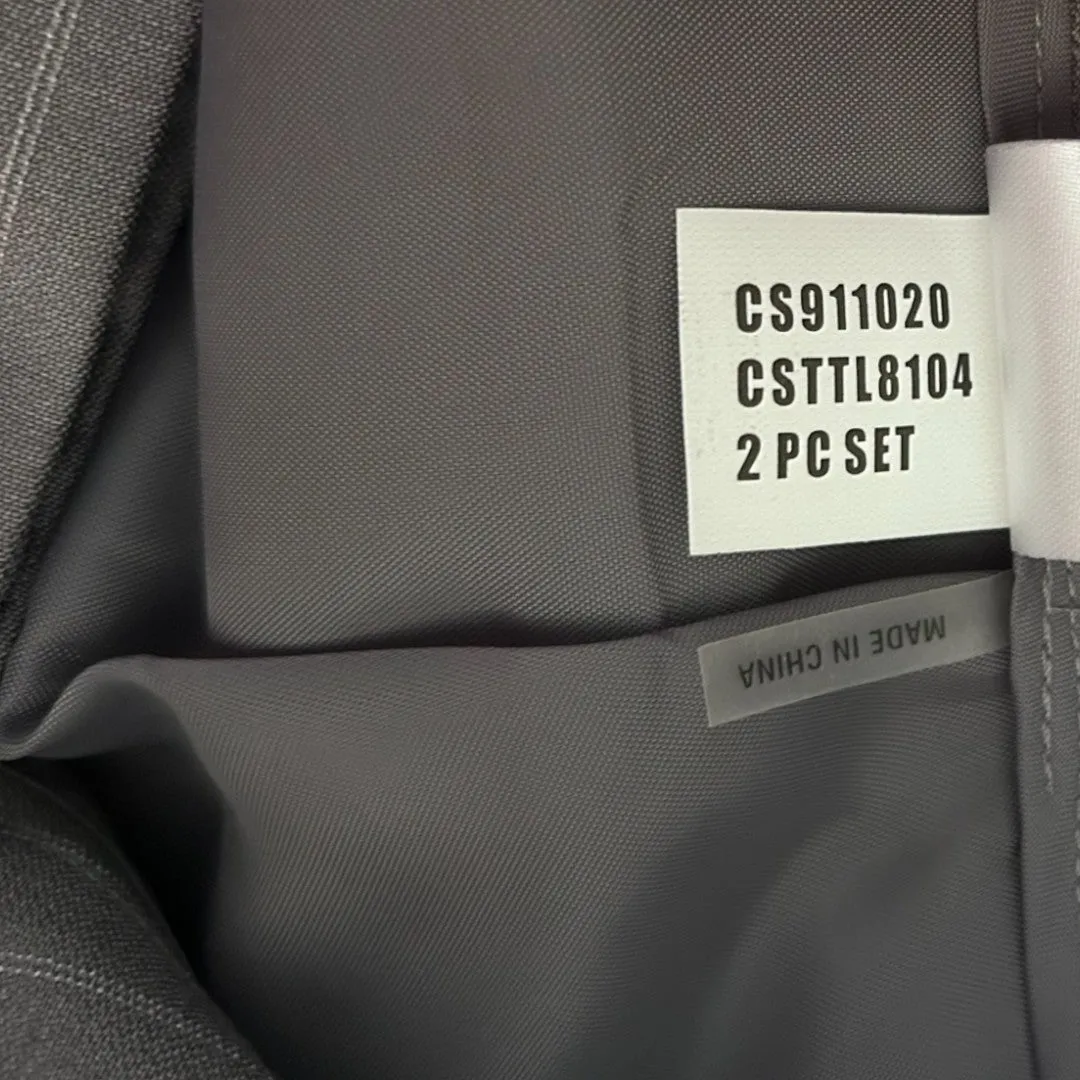 CS911020
CSTTL8104
2 PC SET
MADE IN CHINA